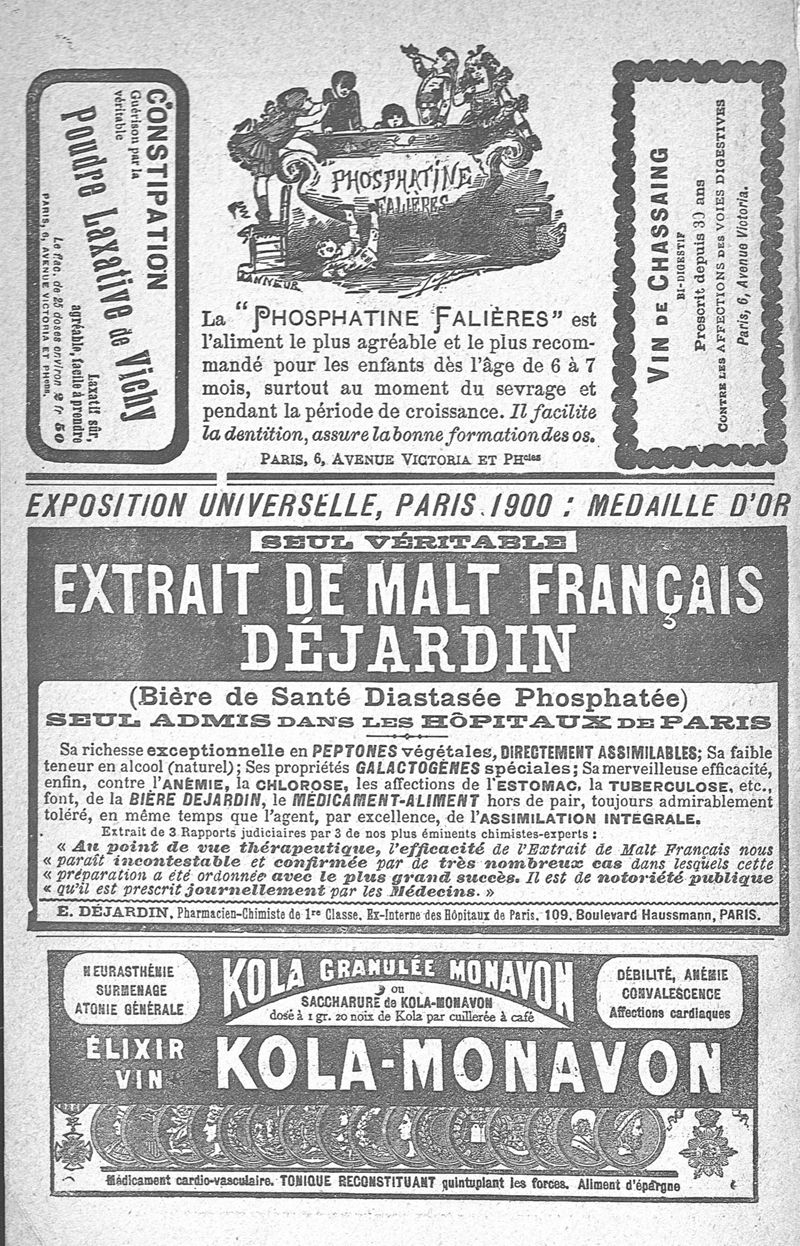 CONSTIPATION
Guérison par la
véritable
Poudre Laxative de Vichy
Laxatif sûr,
agréable, facile à prendre
Le flac. de 25 doses environ 2 fr 50
PARIS, 6, AVENUE VICTORIA ET PHcies
PHOSPHATINE
FALIÈRES
La "PHOSPHATINE FALIÈRES" est
l'aliment le plus agréable et le plus recom-
mandé pour les enfants dès l'âge de 6 à 7
mois, surtout au moment du sevrage et
pendant la période de croissance. Il facilite
la dentition, assure la bonne formation des os.
PARIS, 6, AVENUE VICTORIA ET PHcies
VIN DE CHASSAING
BI-DIGESTIF
Prescrit depuis 30 ans
CONTRE LES AFFECTIONS DES VOIES DIGESTIVES
Paris, 6, Avenue Victoria.
EXPOSITION UNIVERSELLE, PARIS 1900 : MEDAILLE D'OR
SEUL VÉRITABLE
EXTRAIT DE MALT FRANÇAIS
DÉJARDIN
(Bière de Santé Diastasée Phosphatée)
SEUL ADMIS DANS LES HÔPITAUX DE PARIS
Sa richesse exceptionnelle en PEPTONES végétales, DIRECTEMENT ASSIMILABLES; Sa faible
teneur en alcool (naturel); Ses propriétés GALACTOGÈNES spéciales; Sa merveilleuse efficacité,
enfin, contre l'ANÉMIE, la CHLOROSE, les affections de l'ESTOMAC, la TUBERCULOSE, etc.,
font, de la BIÈRE DEJARDIN, le MÉDICAMENT-ALIMENT hors de pair, toujours admirablement
toléré, en même temps que l'agent, par excellence, de l'ASSIMILATION INTÉGRALE.
Extrait de 3 Rapports judiciaires par 3 de nos plus éminents chimistes-experts :
« Au point de vue thérapeutique, l'efficacité de l'Extrait de Malt Français nous
« paraît incontestable et confirmée par de très nombreux cas dans lesquels cette
« préparation a été ordonnée avec le plus grand succès. Il est de notoriété publique
« qu'il est prescrit journellement par les Médecins. »
E. DÉJARDIN, Pharmacien-Chimiste de 1re Classe. Ex-Interne des Hôpitaux de Paris. 109. Boulevard Haussmann, PARIS.
NEURASTHÉNIE
SURMENAGE
ATONIE GÉNÉRALE
KOLA GRANULÉE MONAVON
ou
SACCHARURE de KOLA-MONAVON
dosé à 1 gr. 20 noix de Kola par cuillerée à café
DÉBILITÉ, ANÉMIE
CONVALESCENCE
Affections cardiaques
ÉLIXIR
VIN
KOLA-MONAVON
Médicament cardio-vasculaire. TONIQUE RECONSTITUANT quintuplant les forces. Aliment d'épargne